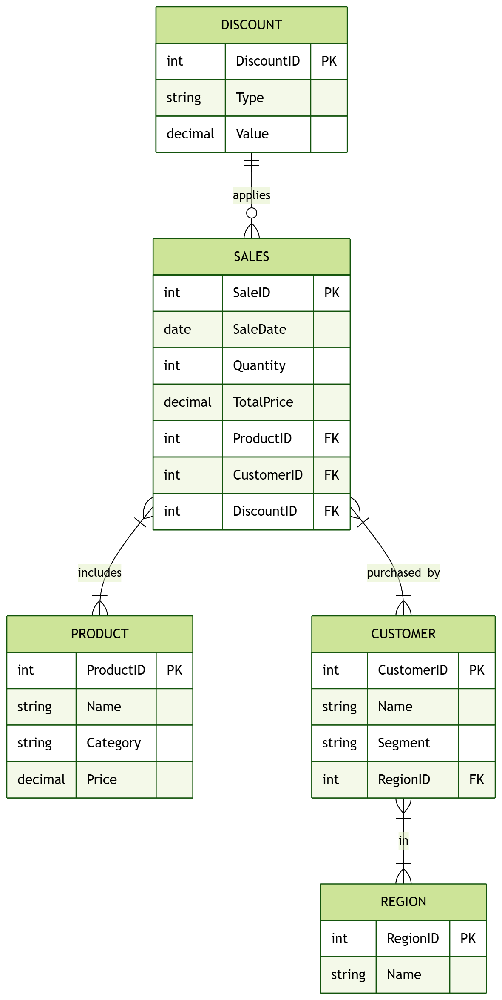 DISCOUNT
int DiscountID PK
string Type
decimal Value
applies
SALES
int SaleID PK
date SaleDate
int Quantity
decimal TotalPrice
int ProductID FK
int CustomerID FK
int DiscountID FK
includes
purchased_by
PRODUCT
int ProductID PK
string Name
string Category
decimal Price
CUSTOMER
int CustomerID PK
string Name
string Segment
int RegionID FK
in
REGION
int RegionID PK
string Name